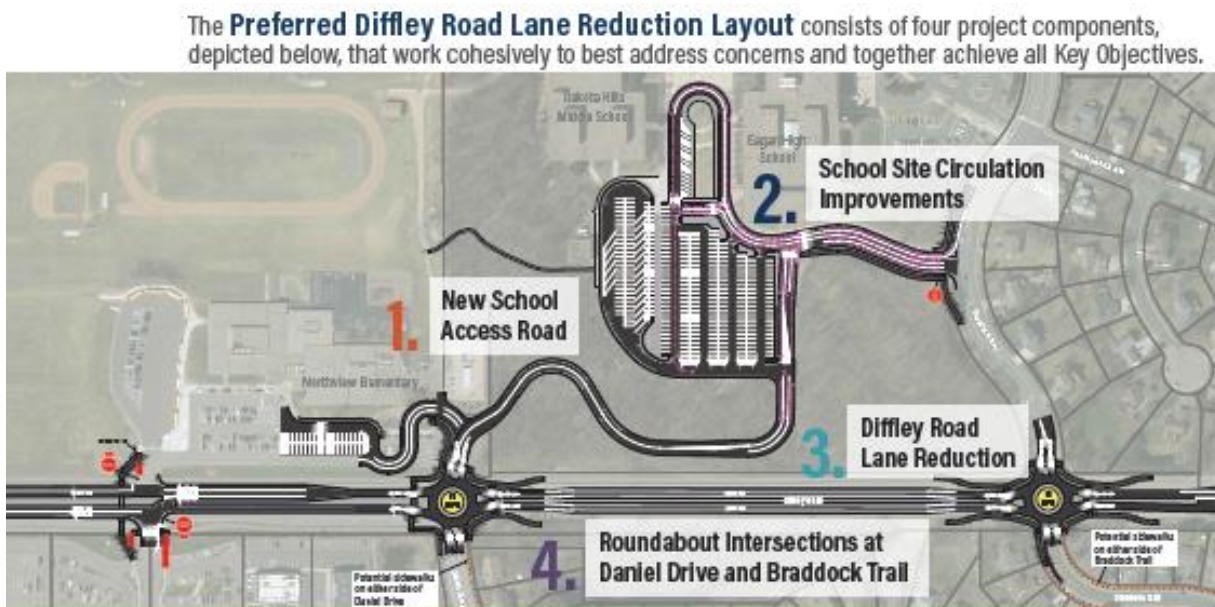 The Preferred Diffley Road Lane Reduction Layout consists of four project components,
depicted below, that work cohesively to best address concerns and together achieve all Key Objectives.
Dakota Hills
Middle School
Eagan High
School
2. School Site Circulation
Improvements
1. New School
Access Road
Northview Elementary
3. Diffley Road
Lane Reduction
4. Roundabout Intersections at
Daniel Drive and Braddock Trail
Potential sidewalks
on either side of
Daniel Drive
Potential sidewalk
on either side of
Braddock Trail